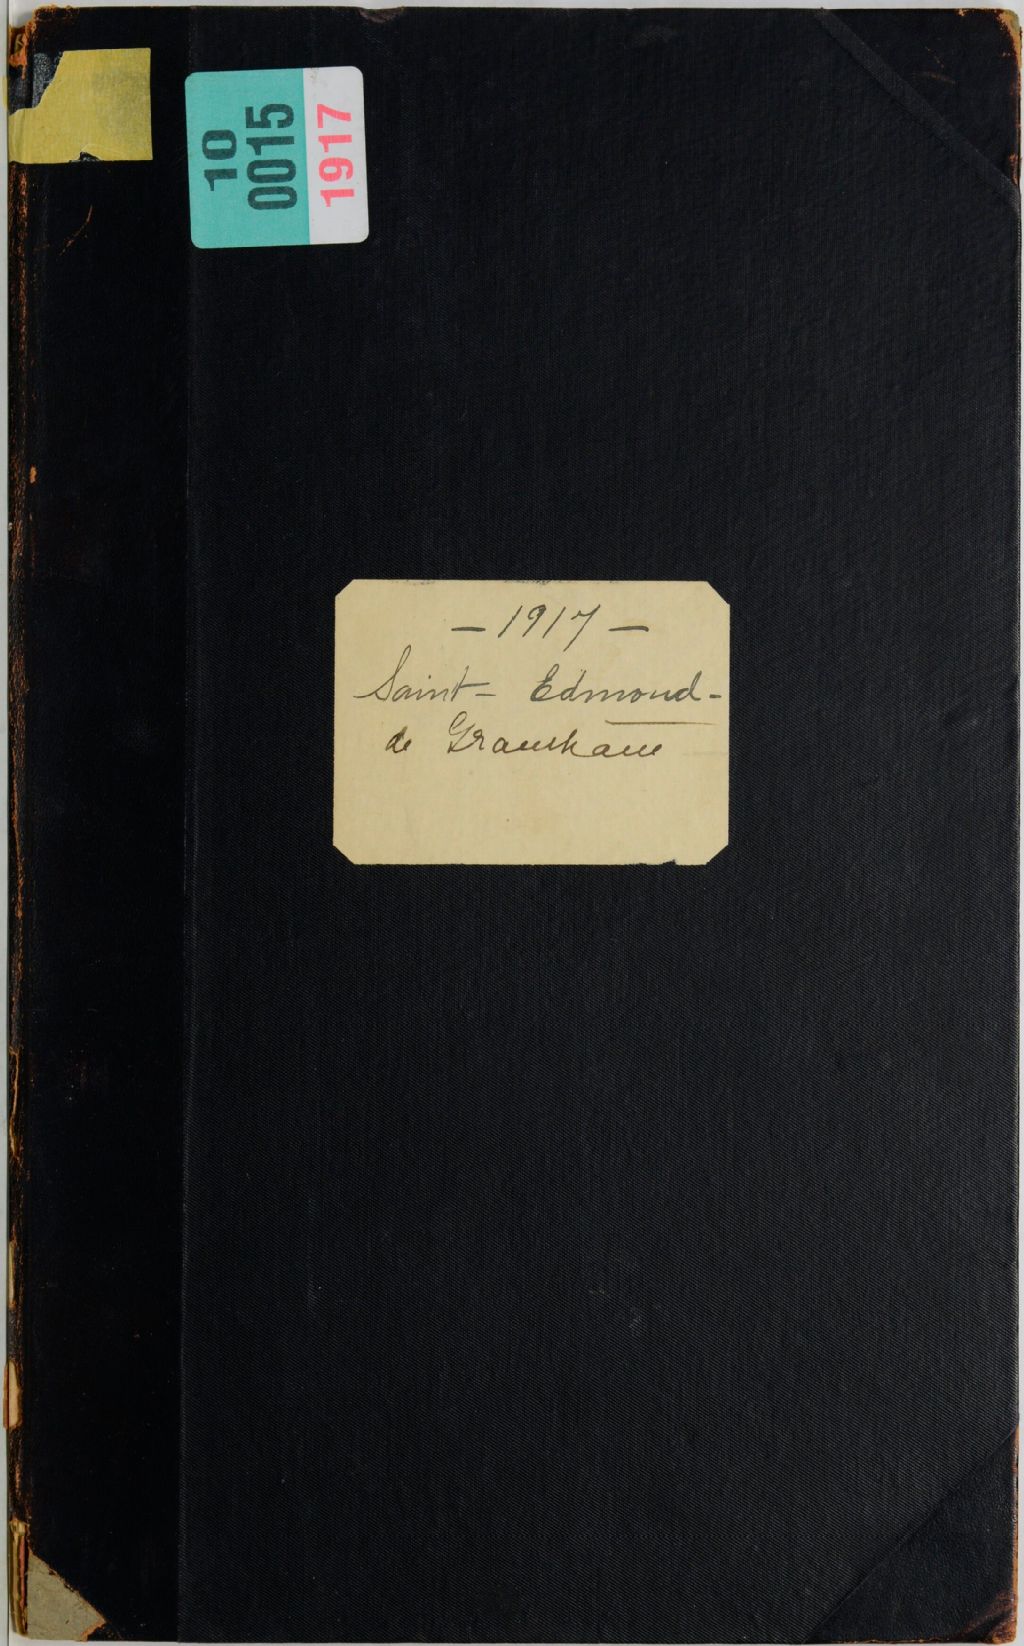 10
0015
1917
– 1917 –
Saint – Edmond –
de Grantham